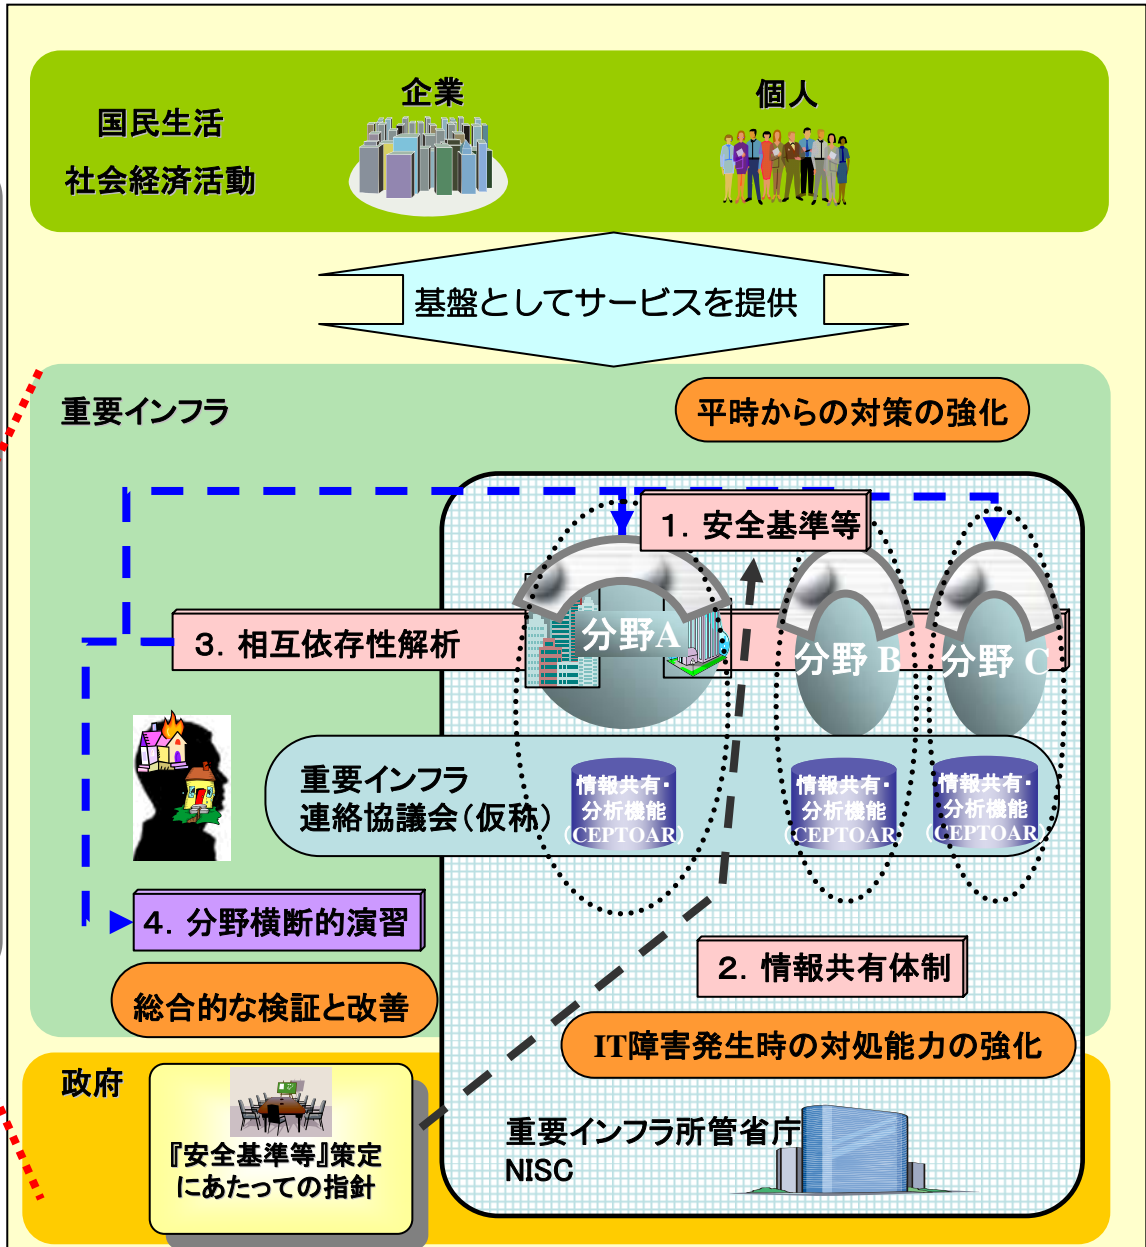 国民生活
社会経済活動
企業
個人
基盤としてサービスを提供
重要インフラ
平時からの対策の強化
1. 安全基準等
3. 相互依存性解析
分野A
分野 B
分野 C
重要インフラ
連絡協議会(仮称)
情報共有・
分析機能
(CEPTOAR)
情報共有・
分析機能
(CEPTOAR)
情報共有・
分析機能
(CEPTOAR)
4. 分野横断的演習
総合的な検証と改善
2. 情報共有体制
IT障害発生時の対処能力の強化
政府
『安全基準等』策定
にあたっての指針
重要インフラ所管省庁
NISC